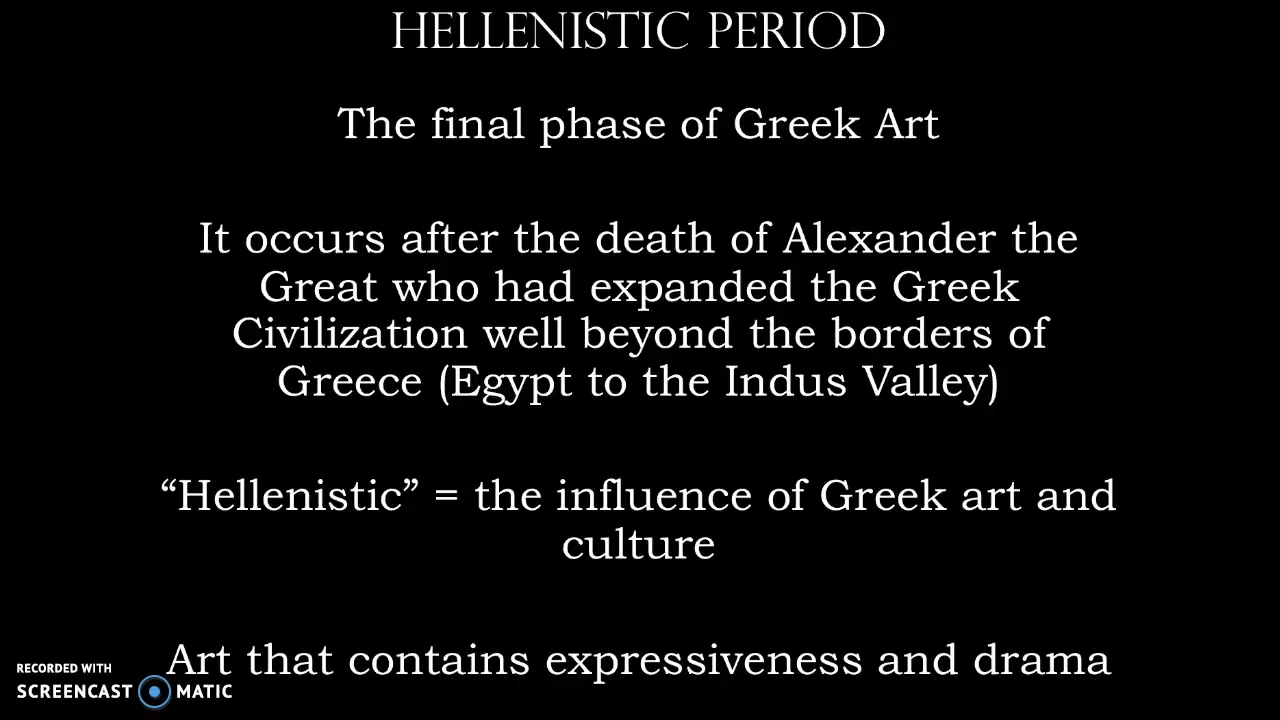 HELLENISTIC PERIOD
The final phase of Greek Art
It occurs after the death of Alexander the
Great who had expanded the Greek
Civilization well beyond the borders of
Greece (Egypt to the Indus Valley)
“Hellenistic” = the influence of Greek art and
culture
Art that contains expressiveness and drama
RECORDED WITH
SCREENCAST MATIC